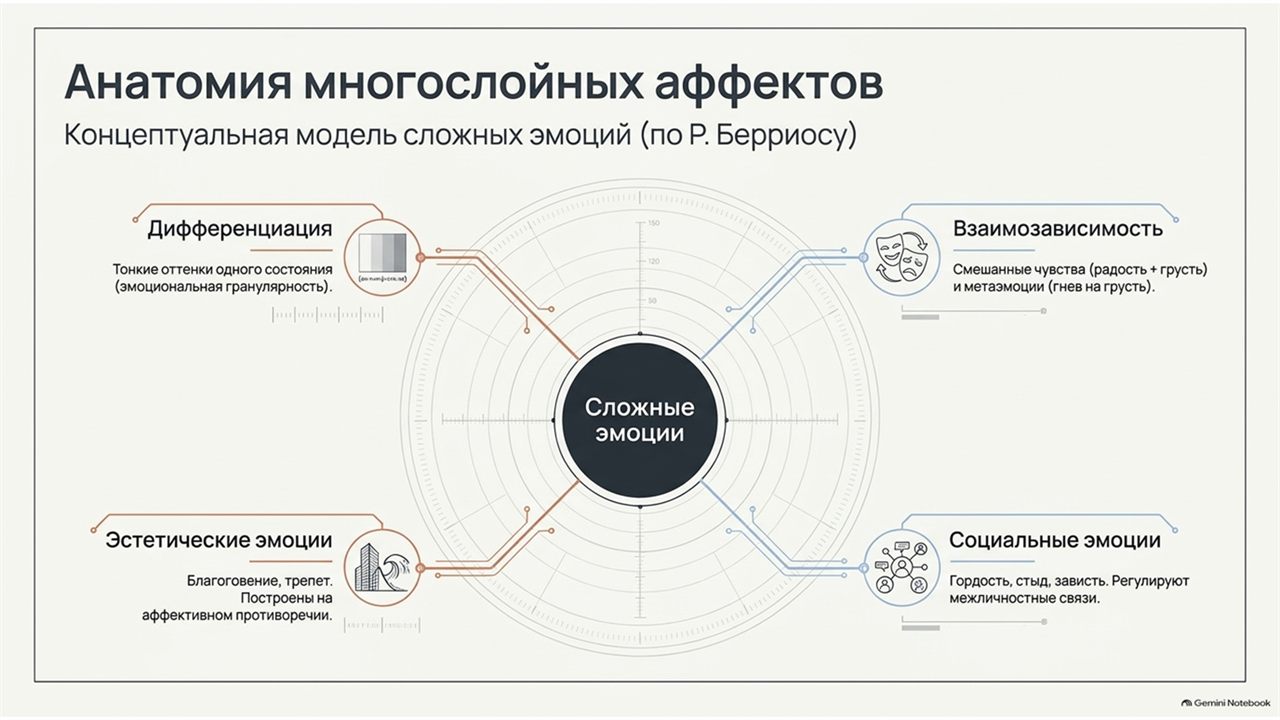 Анатомия многослойных аффектов
Концептуальная модель сложных эмоций (по Р. Берриосу)
Дифференциация
Тонкие оттенки одного состояния
(эмоциональная гранулярность).
Взаимозависимость
Смешанные чувства (радость + грусть)
и метаэмоции (гнев на грусть).
150
120
50
Сложные
эмоции
Эстетические эмоции
Благоговение, трепет.
Построены на
аффективном противоречии.
Социальные эмоции
Гордость, стыд, зависть. Регулируют
межличностные связи.
Gemini Notebook